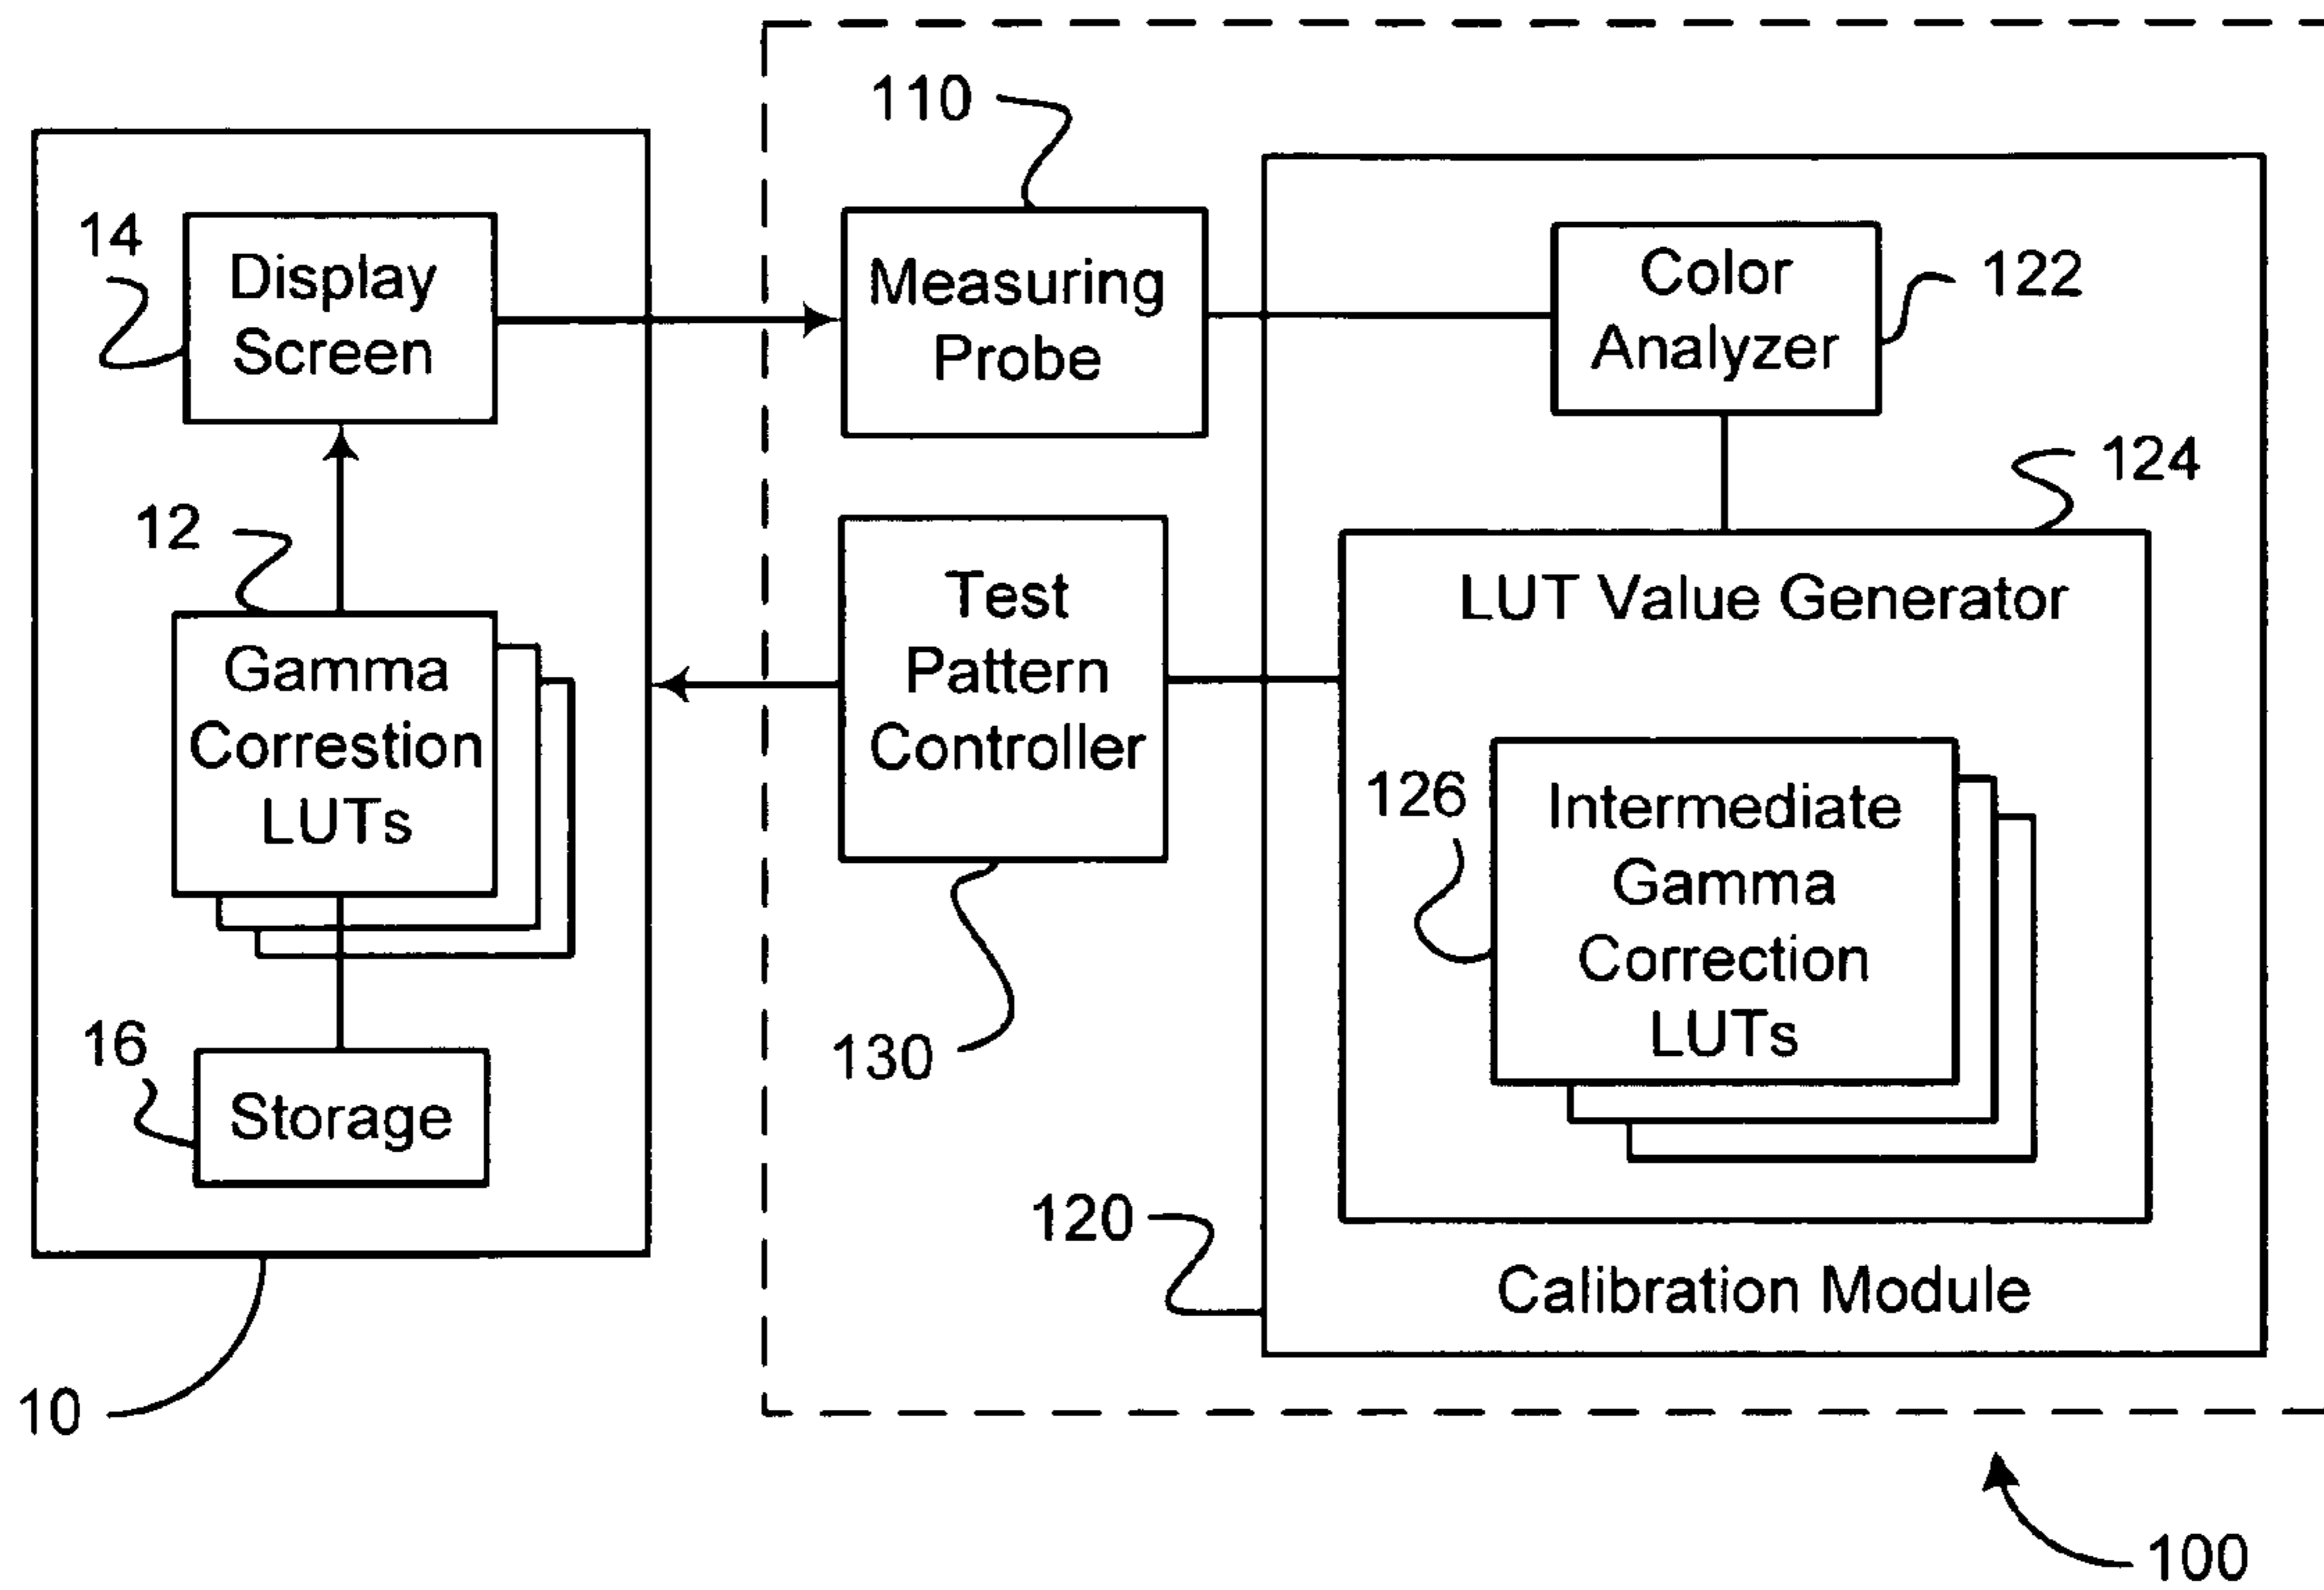 110
14
Display
Screen
Measuring
Probe
Color
Analyzer
122
124
12
Gamma
Correstion
LUTs
Test
Pattern
Controller
LUT Value Generator
126
Intermediate
Gamma
Correction
LUTs
16
Storage
130
120
Calibration Module
10
100